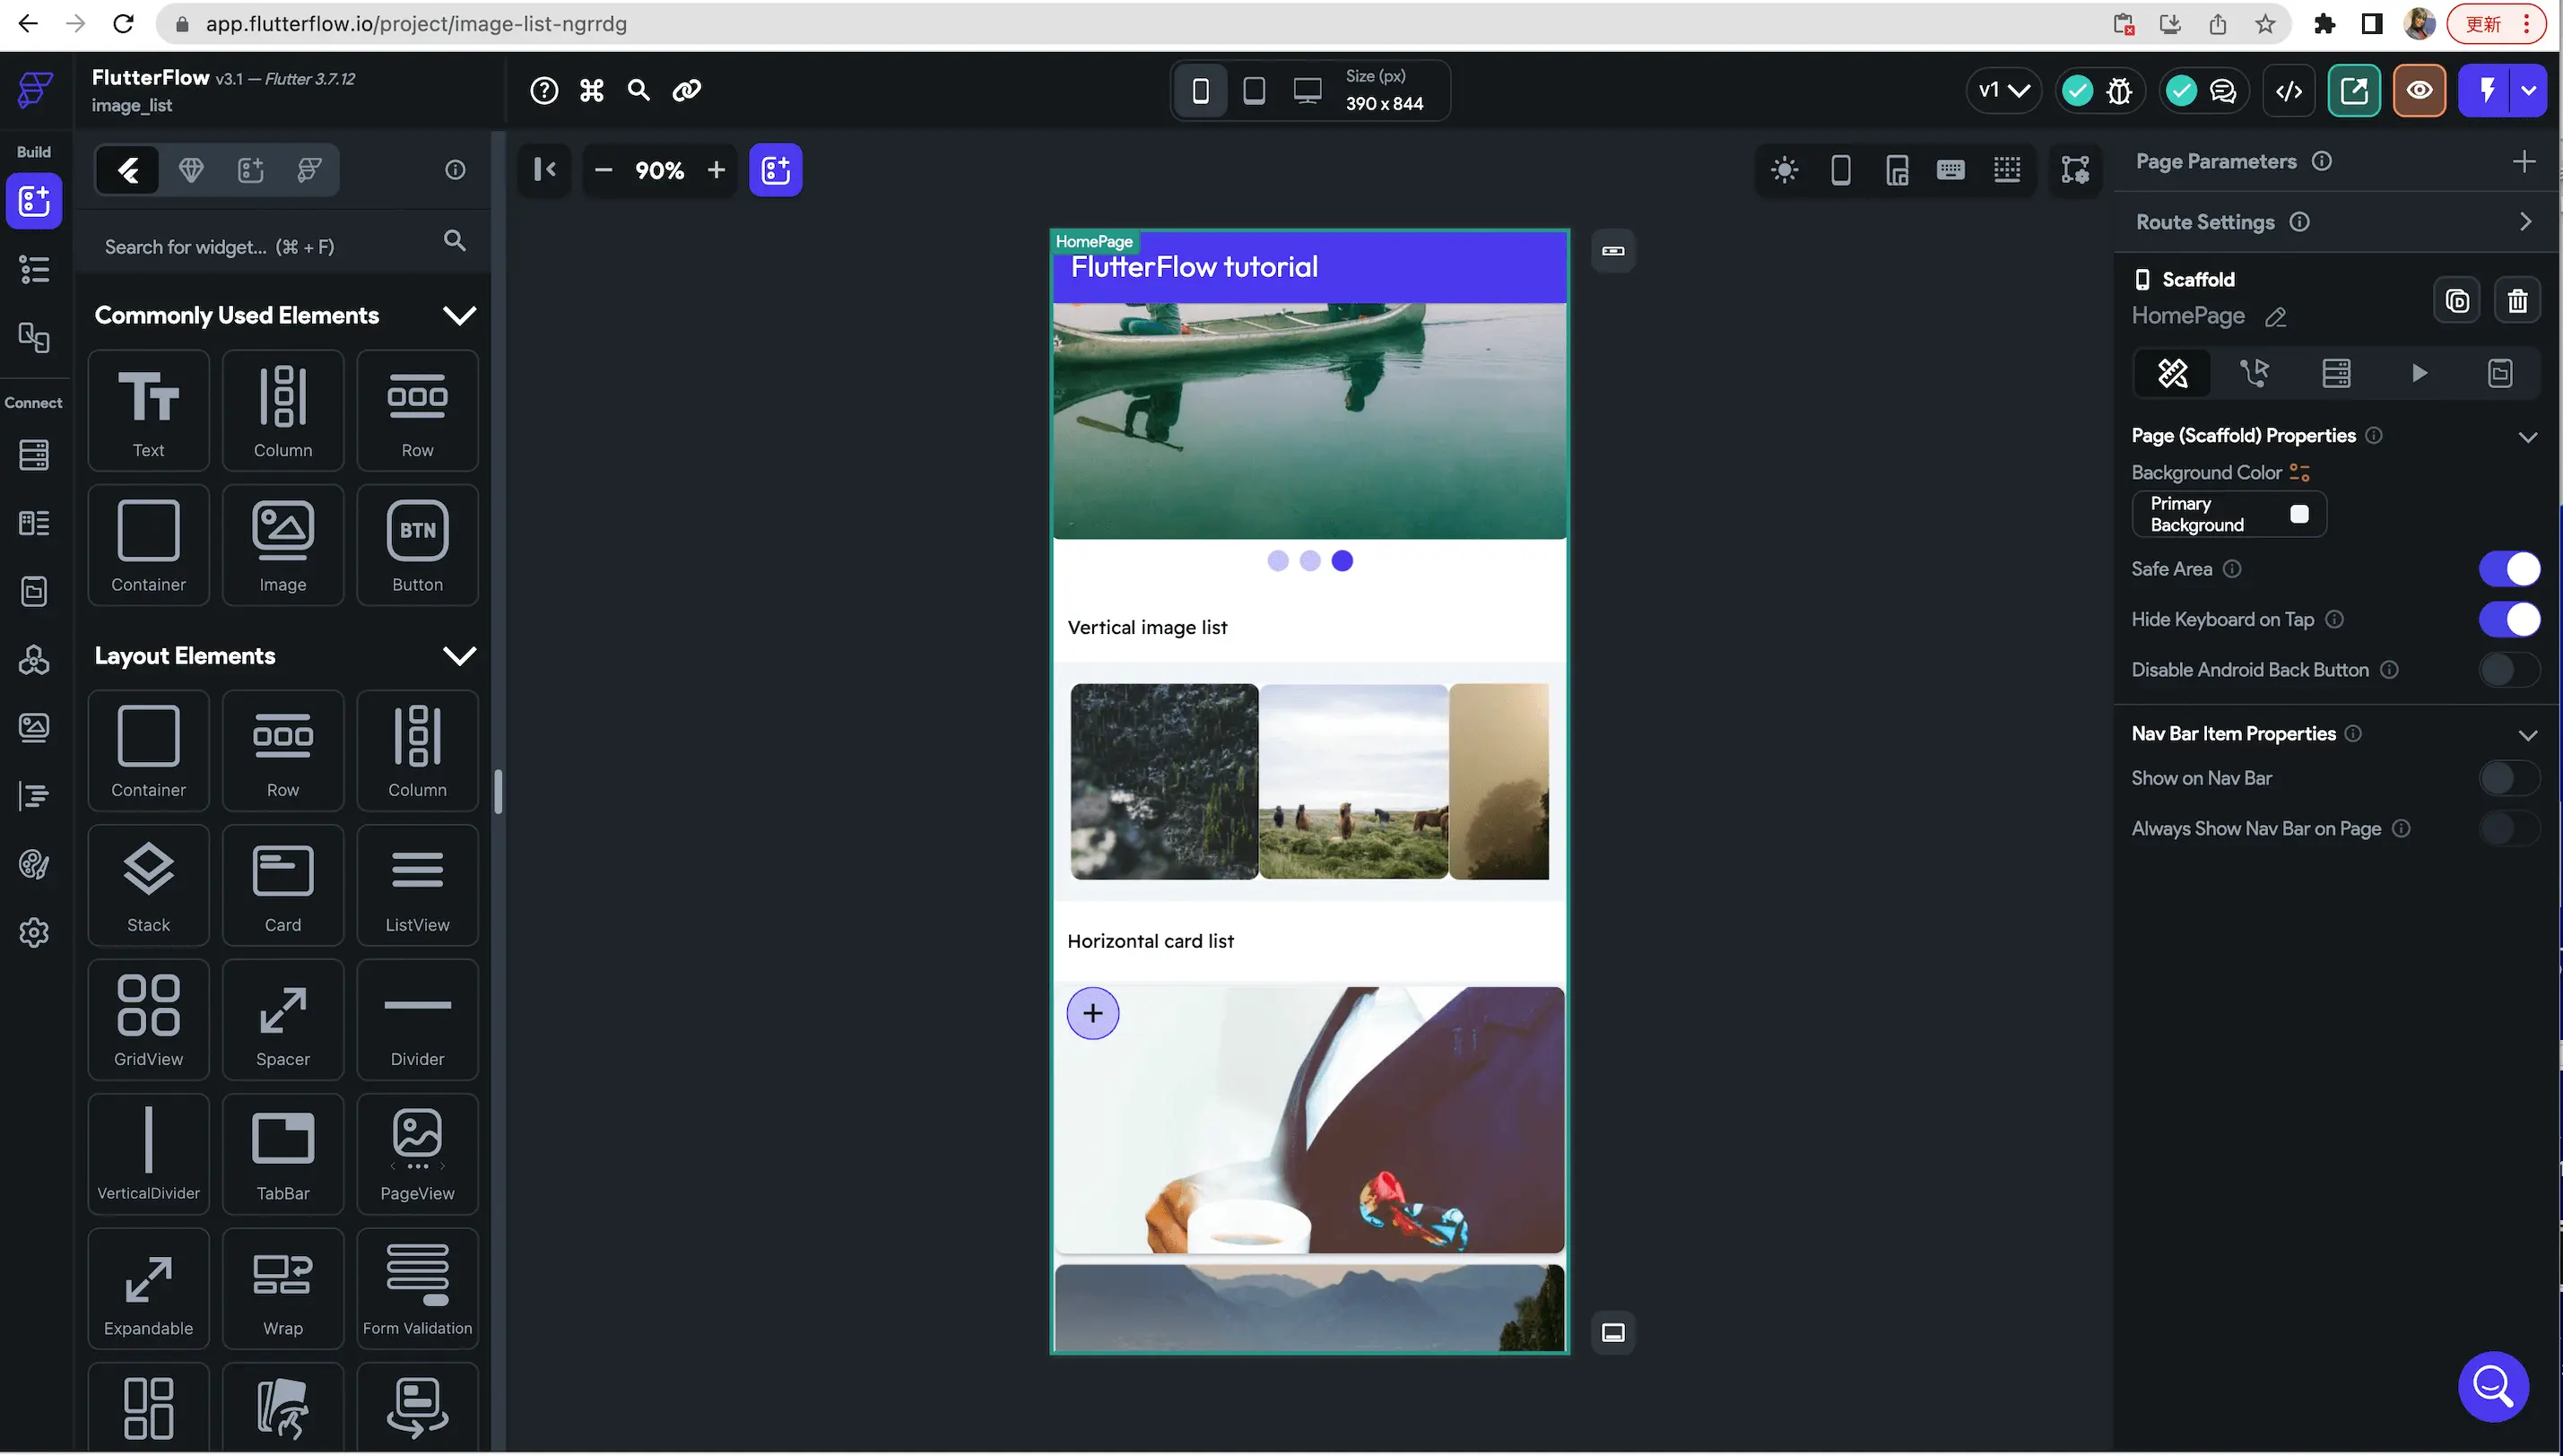 app.flutterflow.io/project/image-list-ngrrdg
更新
FlutterFlow v3.1 — Flutter 3.7.12
image_list
Size (px)
390 x 844
v1
Build
Connect
90%
Search for widget... (⌘ + F)
Commonly Used Elements
Text
Column
Row
Container
Image
BTN
Button
Layout Elements
Container
Row
Column
Stack
Card
ListView
GridView
Spacer
Divider
VerticalDivider
TabBar
PageView
Expandable
Wrap
Form Validation
HomePage
FlutterFlow tutorial
Vertical image list
Horizontal card list
Page Parameters
Route Settings
Scaffold
HomePage
Page (Scaffold) Properties
Background Color
Primary
Background
Safe Area
Hide Keyboard on Tap
Disable Android Back Button
Nav Bar Item Properties
Show on Nav Bar
Always Show Nav Bar on Page